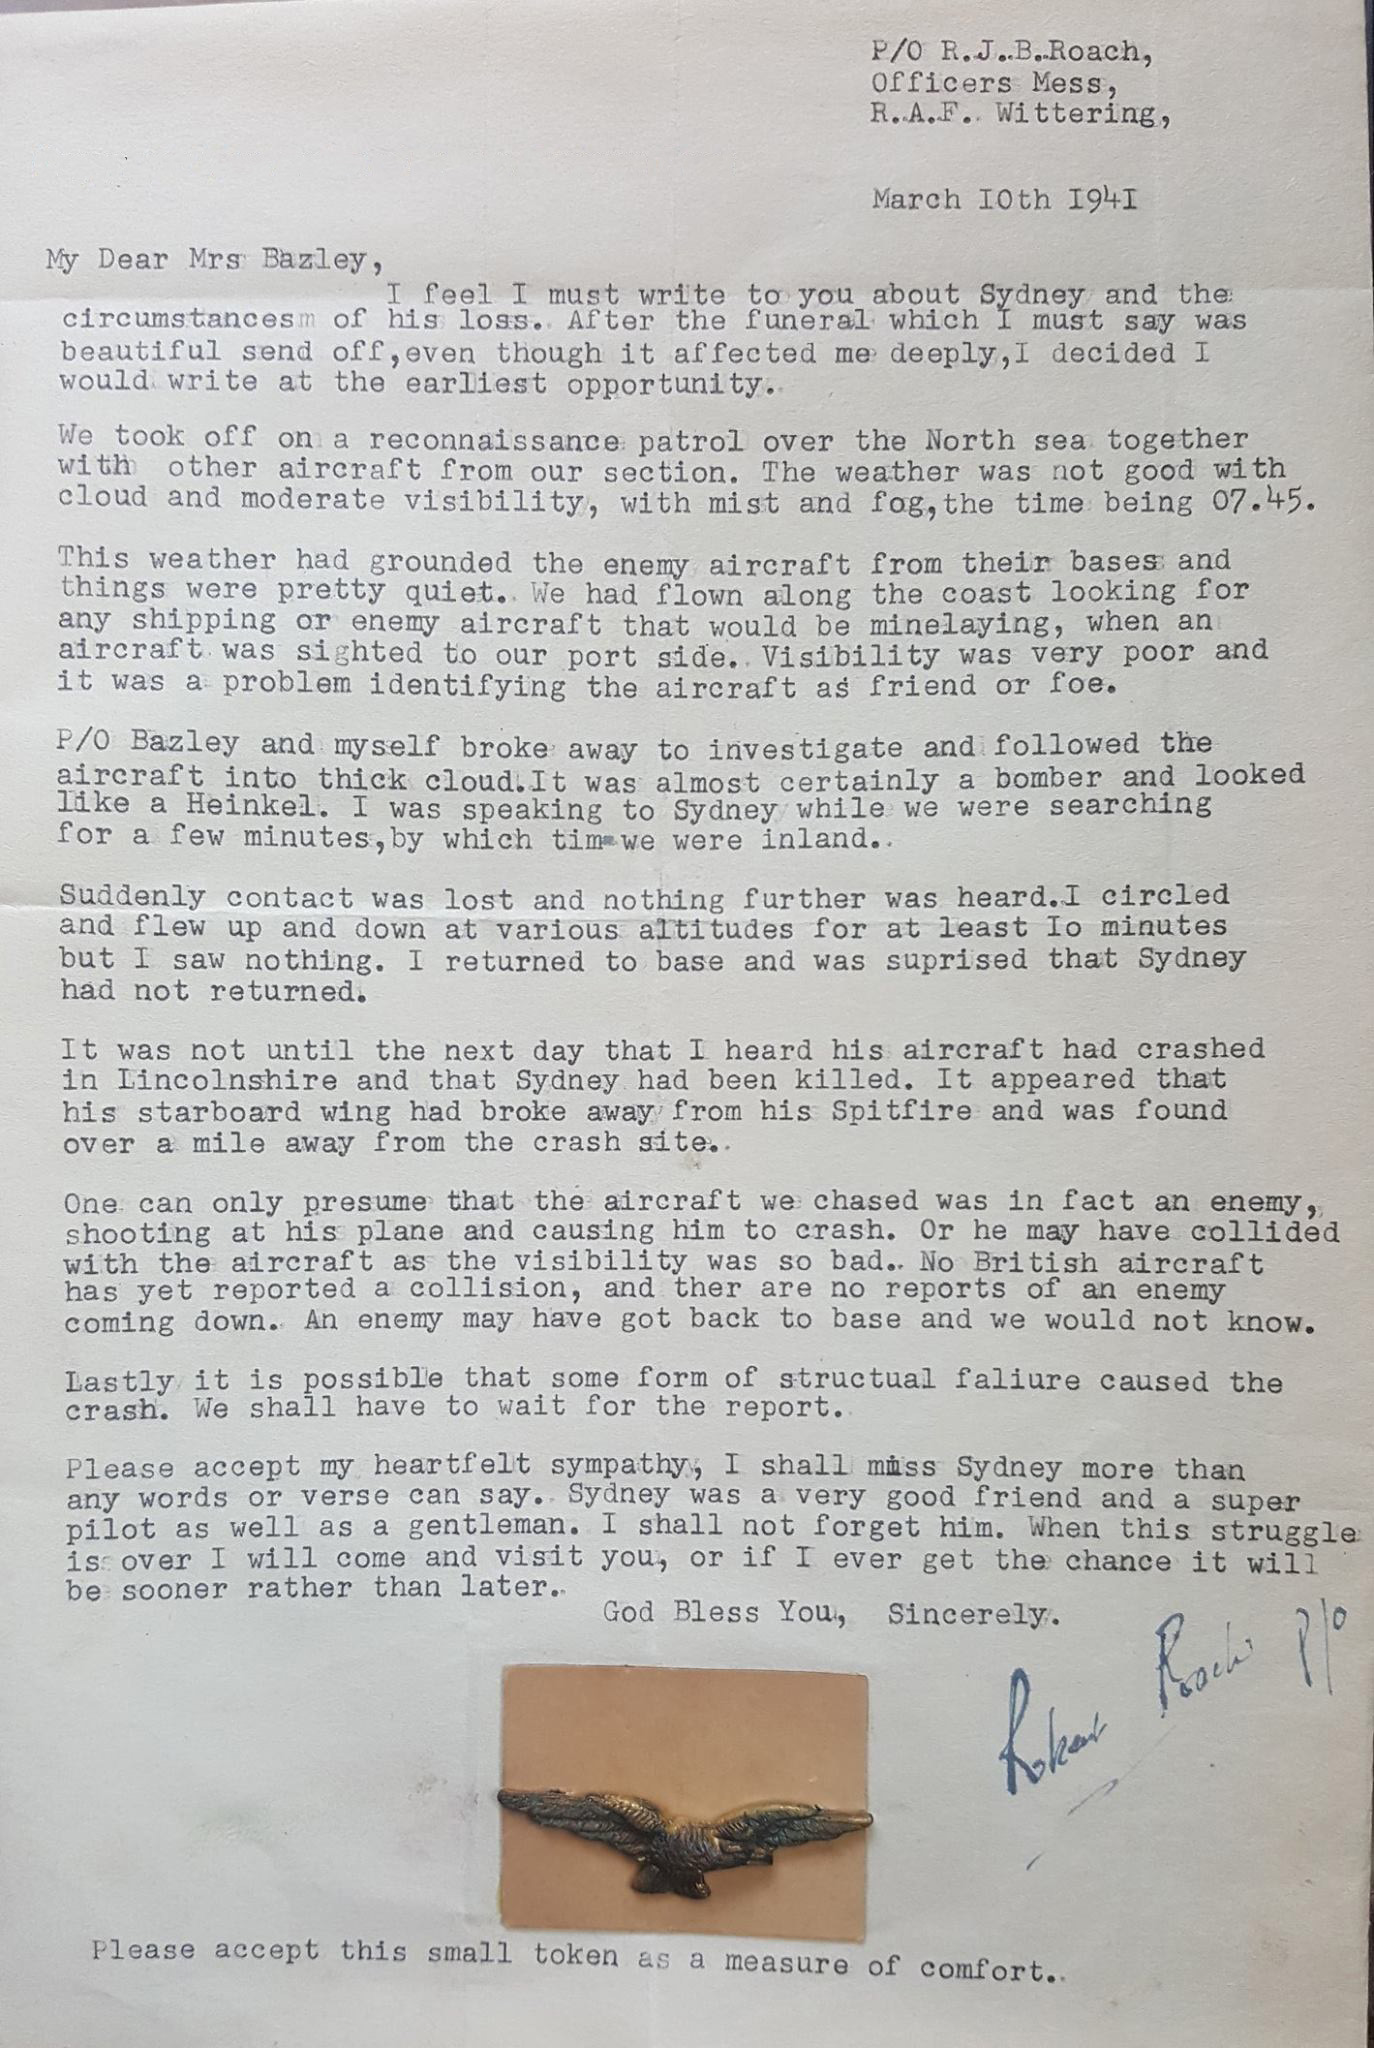 P/O R.J.B.Roach,
Officers Mess,
R.A.F. Wittering,
March IOth I94I
My Dear Mrs Bazley,
I feel I must write to you about Sydney and the
circumstancesm of his loss. After the funeral which I must say was
beautiful send off,even though it affected me deeply,I decided I
would write at the earliest opportunity.
We took off on a reconnaissance patrol over the North sea together
with other aircraft from our section. The weather was not good with
cloud and moderate visibility, with mist and fog,the time being 07.45.
This weather had grounded the enemy aircraft from their bases and
things were pretty quiet. We had flown along the coast looking for
any shipping or enemy aircraft that would be minelaying, when an
aircraft was sighted to our port side. Visibility was very poor and
it was a problem identifying the aircraft as friend or foe.
P/O Bazley and myself broke away to investigate and followed the
aircraft into thick cloud.It was almost certainly a bomber and looked
like a Heinkel. I was speaking to Sydney while we were searching
for a few minutes,by which time we were inland.
Suddenly contact was lost and nothing further was heard.I circled
and flew up and down at various altitudes for at least Io minutes
but I saw nothing. I returned to base and was suprised that Sydney
had not returned.
It was not until the next day that I heard his aircraft had crashed
in Lincolnshire and that Sydney had been killed. It appeared that
his starboard wing had broke away from his Spitfire and was found
over a mile away from the crash site.
One can only presume that the aircraft we chased was in fact an enemy,
shooting at his plane and causing him to crash. Or he may have collided
with the aircraft as the visibility was so bad. No British aircraft
has yet reported a collision, and ther are no reports of an enemy
coming down. An enemy may have got back to base and we would not know.
Lastly it is possible that some form of structual faliure caused the
crash. We shall have to wait for the report.
Please accept my heartfelt sympathy, I shall miss Sydney more than
any words or verse can say. Sydney was a very good friend and a super
pilot as well as a gentleman. I shall not forget him. When this struggle
is over I will come and visit you, or if I ever get the chance it will
be sooner rather than later.
God Bless You, Sincerely.
Robert Roach P/O
Please accept this small token as a measure of comfort.